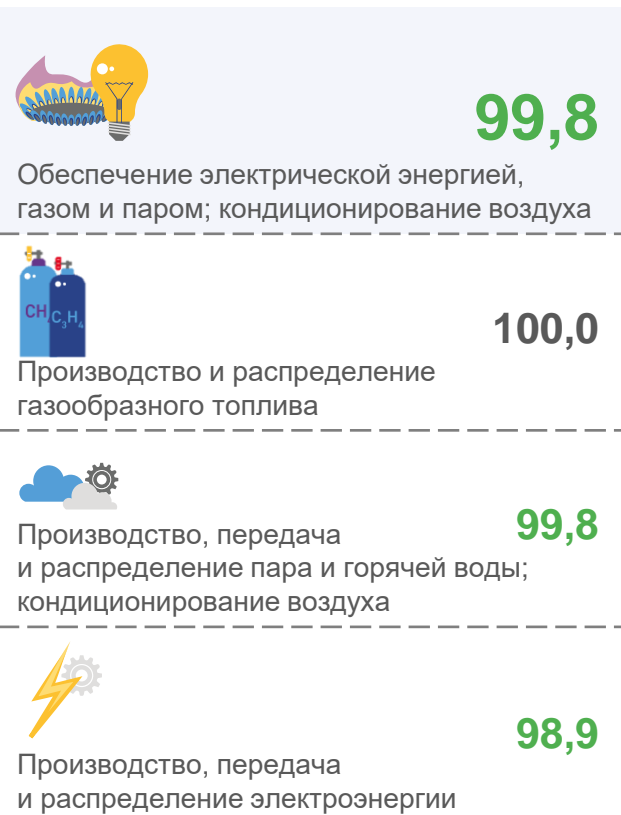 99,8
Обеспечение электрической энергией,
газом и паром; кондиционирование воздуха
CH
C₃H₄
100,0
Производство и распределение
газообразного топлива
99,8
Производство, передача
и распределение пара и горячей воды;
кондиционирование воздуха
98,9
Производство, передача
и распределение электроэнергии